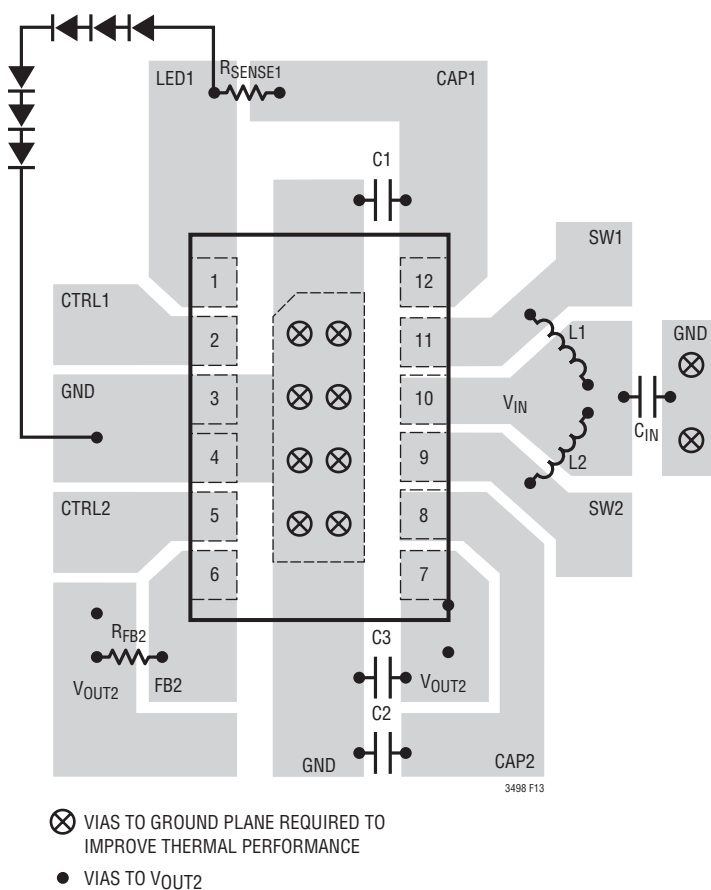 LED1
RSENSE1
CAP1
C1
SW1
CTRL1
1
12
2
11
L1
GND
GND
3
10
VIN
CIN
4
9
L2
CTRL2
5
8
SW2
6
7
RFB2
C3
VOUT2
FB2
VOUT2
C2
GND
CAP2
3498 F13
VIAS TO GROUND PLANE REQUIRED TO
IMPROVE THERMAL PERFORMANCE
VIAS TO VOUT2